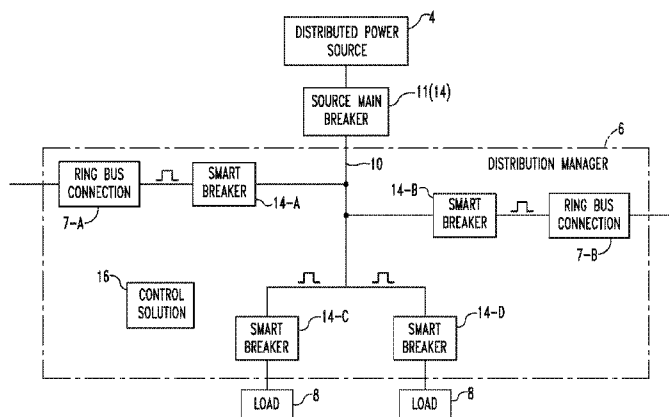 DISTRIBUTED POWER
SOURCE
4
SOURCE MAIN
BREAKER
11(14)
6
10
DISTRIBUTION MANAGER
RING BUS
CONNECTION
7-A
SMART
BREAKER
14-A
14-B
SMART
BREAKER
RING BUS
CONNECTION
7-B
16
CONTROL
SOLUTION
SMART
BREAKER
14-C
SMART
BREAKER
14-D
LOAD
8
LOAD
8